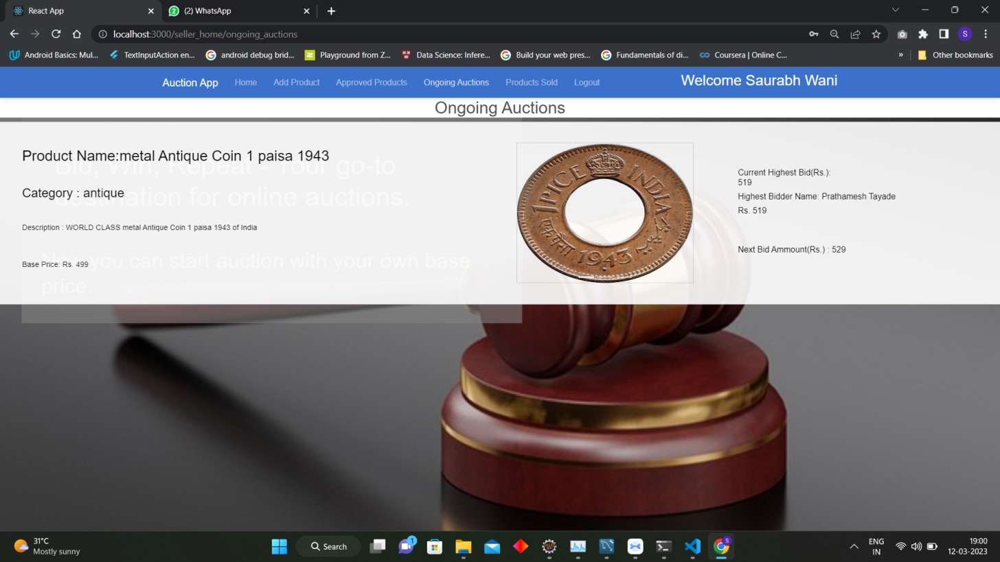 React App
(2) WhatsApp
localhost:3000/seller_home/ongoing_auctions
S
Android Basics: Mul...
TextInputAction en...
android debug brid...
Playground from Z...
Data Science: Infere...
Build your web pres...
Fundamentals of di...
Coursera | Online C...
»
Other bookmarks
Auction App
Home
Add Product
Approved Products
Ongoing Auctions
Products Sold
Logout
Welcome Saurabh Wani
Ongoing Auctions
Product Name:metal Antique Coin 1 paisa 1943
Bid, Win, Repeat - Your go-to
destination for online auctions.
Category : antique
Description : WORLD CLASS metal Antique Coin 1 paisa 1943 of India
Now you can start auction with your own base
price.
Base Price: Rs. 499
1 PICE INDIA
एक पैसा
1943
Current Highest Bid(Rs.):
519
Highest Bidder Name: Prathamesh Tayade
Rs. 519
Next Bid Ammount(Rs.) : 529
31°C
Mostly sunny
Search
1
S
ENG
IN
19:00
12-03-2023